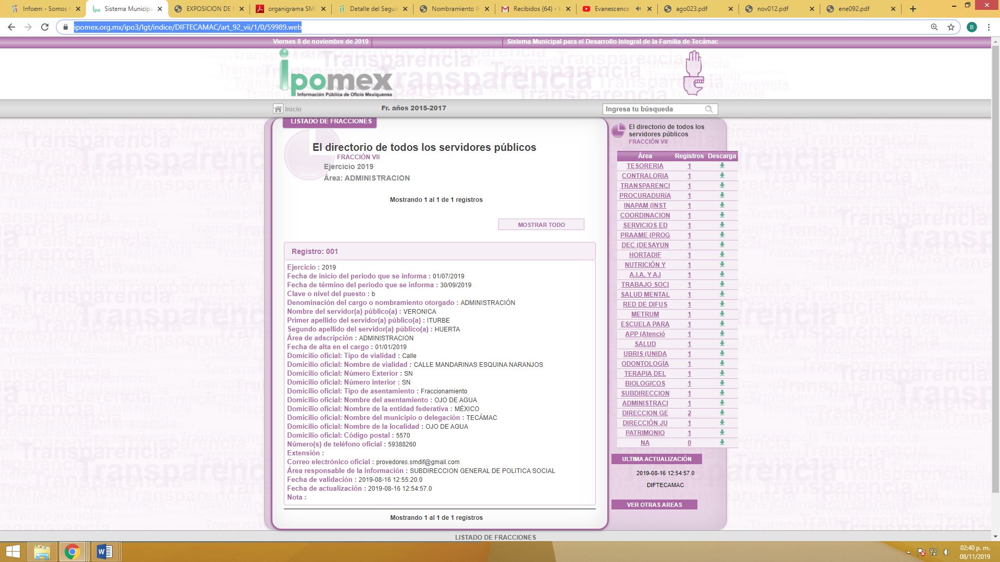 Infoem - Somos t
Sistema Municipa
EXPOSICION DE
organigrama SMD
Detalle del Seguir
Nombramiento
Recibidos (64) - b
Evanescence
ago023.pdf
nov012.pdf
ene092.pdf
ipomex.org.mx/ipo3/lgt/indice/DIFTECAMAC/art_92_vii/1/0/59989.web
B
Viernes 8 de noviembre de 2019
Sistema Municipal para el Desarrollo Integral de la Familia de Tecámac
Transparencia
ipomex
Información Pública de Oficio Mexiquense
Inicio
Fr. años 2015-2017
Ingresa tu búsqueda
LISTADO DE FRACCIONES
El directorio de todos los servidores públicos
FRACCIÓN VII
Ejercicio 2019
Área: ADMINISTRACION
Mostrando 1 al 1 de 1 registros
MOSTRAR TODO
Registro: 001
Ejercicio : 2019
Fecha de inicio del periodo que se informa : 01/07/2019
Fecha de término del periodo que se informa : 30/09/2019
Clave o nivel del puesto : b
Denominación del cargo o nombramiento otorgado : ADMINISTRACIÓN
Nombre del servidor(a) público(a) : VERONICA
Primer apellido del servidor(a) público(a) : ITURBE
Segundo apellido del servidor(a) público(a) : HUERTA
Área de adscripción : ADMINISTRACION
Fecha de alta en el cargo : 01/01/2019
Domicilio oficial: Tipo de vialidad : Calle
Domicilio oficial: Nombre de vialidad : CALLE MANDARINAS ESQUINA NARANJOS
Domicilio oficial: Número Exterior : SN
Domicilio oficial: Número interior : SN
Domicilio oficial: Tipo de asentamiento : Fraccionamiento
Domicilio oficial: Nombre del asentamiento : OJO DE AGUA
Domicilio oficial: Nombre de la entidad federativa : MÉXICO
Domicilio oficial: Nombre del municipio o delegación : TECÁMAC
Domicilio oficial: Nombre de la localidad : OJO DE AGUA
Domicilio oficial: Código postal : 5570
Número(s) de teléfono oficial : 59388260
Extensión :
Correo electrónico oficial : provedores.smdif@gmail.com
Área responsable de la información : SUBDIRECCION GENERAL DE POLITICA SOCIAL
Fecha de validación : 2019-08-16 12:55:20.0
Fecha de actualización : 2019-08-16 12:54:57.0
Nota :
Mostrando 1 al 1 de 1 registros
El directorio de todos los
servidores públicos
FRACCIÓN VII
Área Registros Descarga
TESORERIA 1
CONTRALORIA 1
TRANSPARENCI 1
PROCURADURíA 1
INAPAM (INST 1
COORDINACION 1
SERVICIOS ED 1
PRAAME (PROG 1
DEC (DESAYUN 1
HORTADIF 1
NUTRICIÓN Y 1
A.I.A. Y A.I 1
TRABAJO SOCI 1
SALUD MENTAL 1
RED DE DIFUS 1
METRUM 1
ESCUELA PARA 1
APP (Atenció 1
SALUD 1
UBRIS (UNIDA 1
ODONTOLOGÍA 1
TERAPIA DEL 1
BIOLOGICOS 1
SUBDIRECCION 1
ADMINISTRACI 1
DIRECCION GE 2
DIRECCIÓN JU 1
PATRIMONIO 1
NA 0
ULTIMA ACTUALIZACIÓN
2019-08-16 12:54:57.0
DIFTECAMAC
VER OTRAS AREAS
LISTADO DE FRACCIONES
02:40 p. m.
08/11/2019